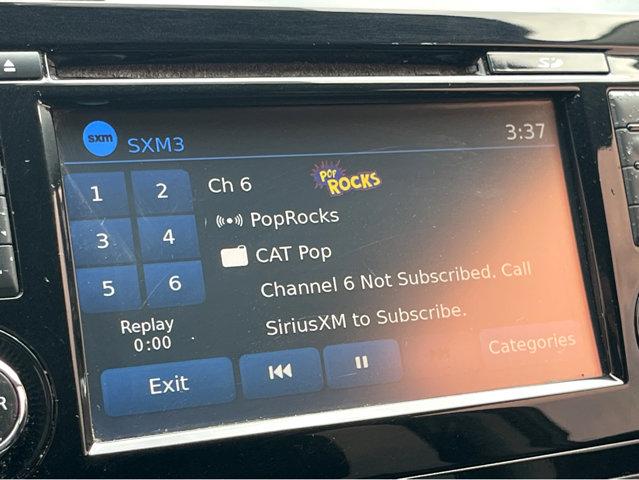 SD
sxm SXM3 3:37
1 2 Ch 6 POP ROCKS
PopRocks
3 4 CAT Pop
5 6 Channel 6 Not Subscribed. Call
SiriusXM to Subscribe.
Replay
0:00
Categories
Exit
R